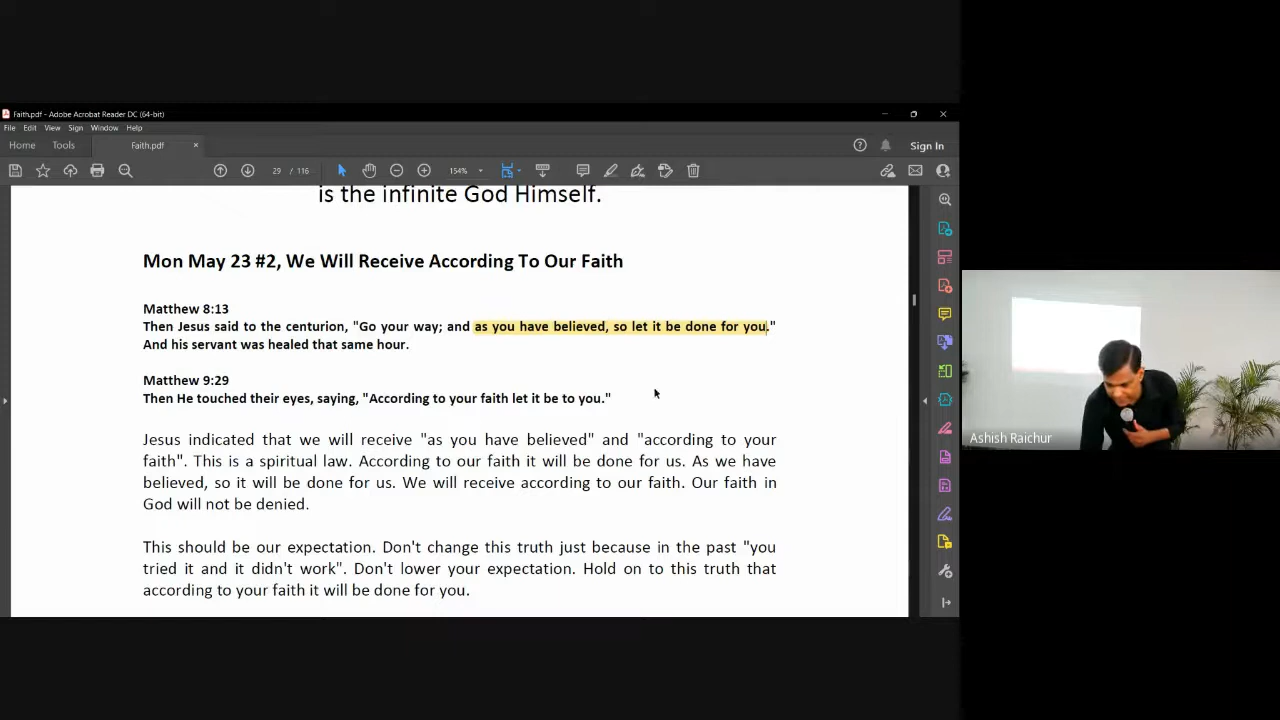 Faith.pdf - Adobe Acrobat Reader DC (64-bit)
File Edit View Sign Window Help
Home Tools Faith.pdf × Sign In
29 / 116 154%
is the infinite God Himself.
Mon May 23 #2, We Will Receive According To Our Faith
Matthew 8:13
Then Jesus said to the centurion, "Go your way; and as you have believed, so let it be done for you."
And his servant was healed that same hour.
Matthew 9:29
Then He touched their eyes, saying, "According to your faith let it be to you."
Jesus indicated that we will receive "as you have believed" and "according to your
faith". This is a spiritual law. According to our faith it will be done for us. As we have
believed, so it will be done for us. We will receive according to our faith. Our faith in
God will not be denied.
This should be our expectation. Don't change this truth just because in the past "you
tried it and it didn't work". Don't lower your expectation. Hold on to this truth that
according to your faith it will be done for you.
Ashish Raichur